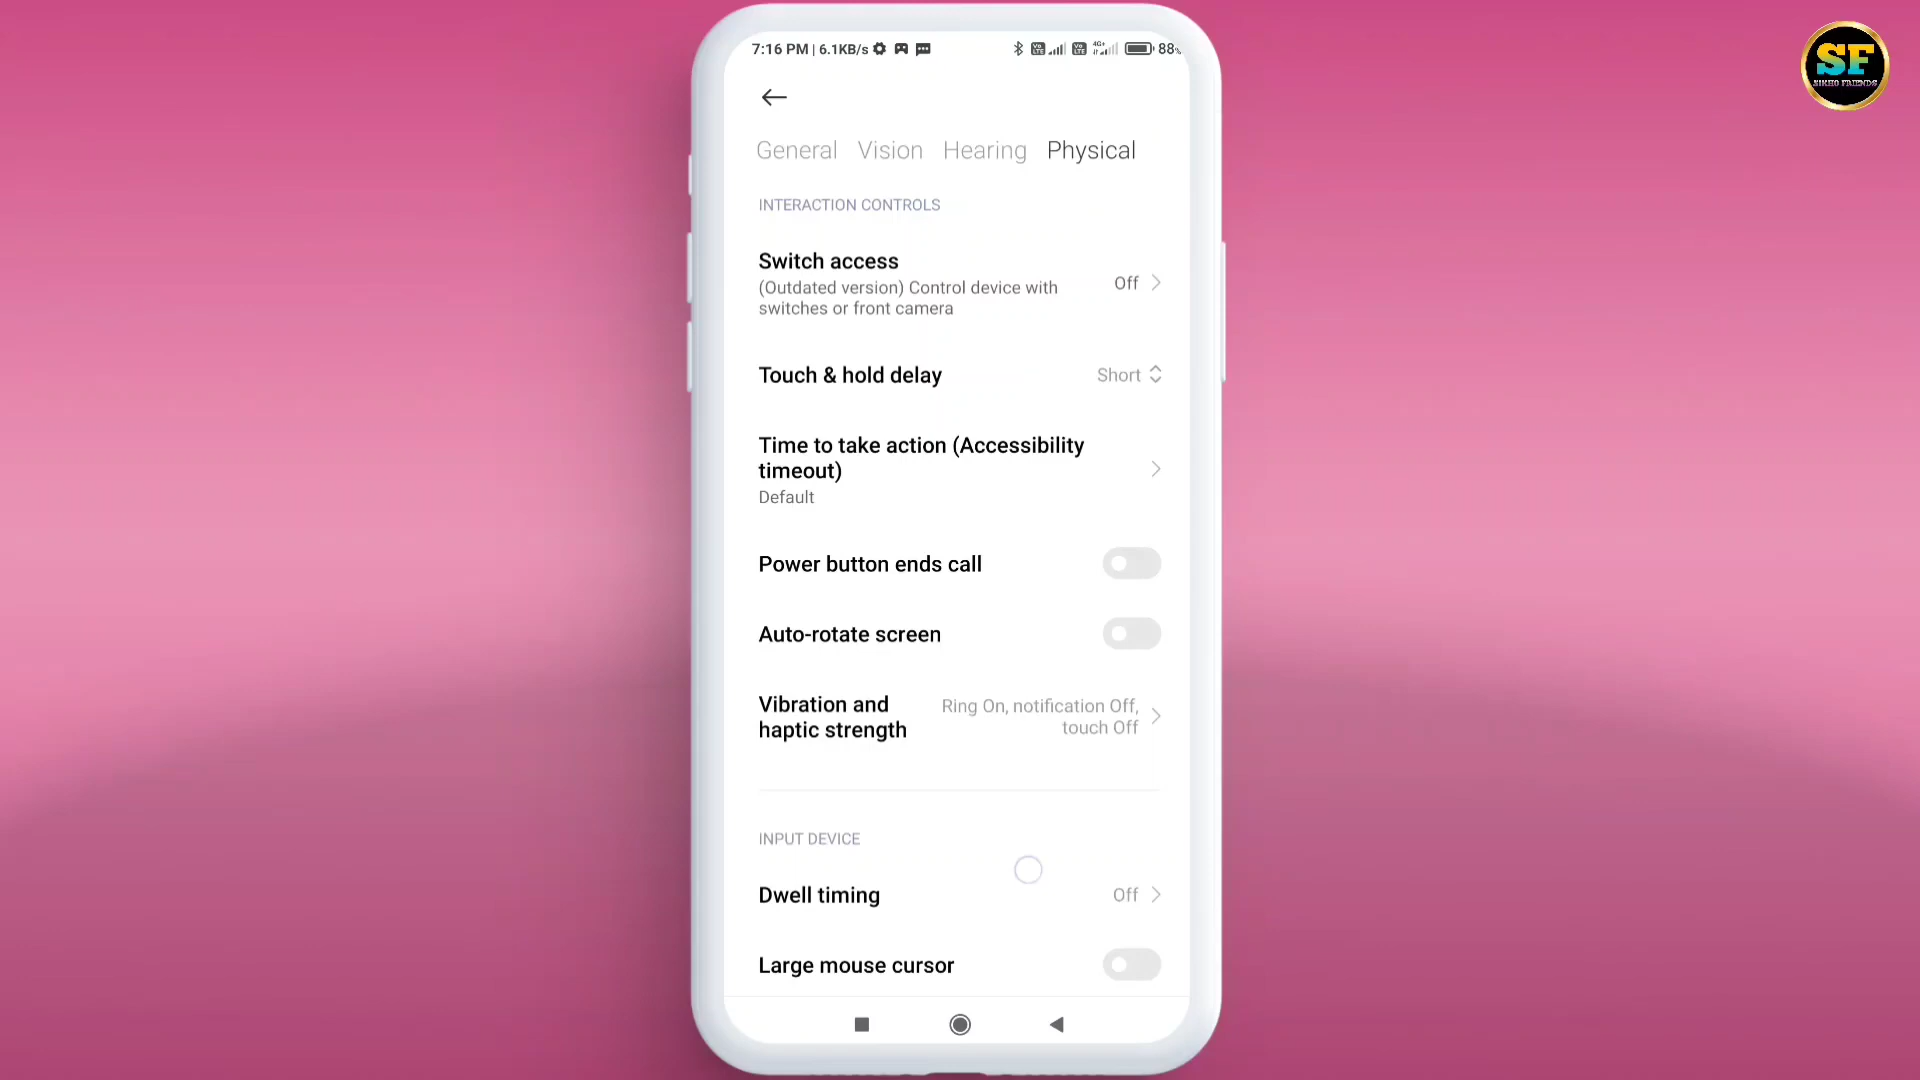 7:16 PM | 6.1KB/s
88%
SF
SIKHO FRIENDS
General Vision Hearing Physical
INTERACTION CONTROLS
Switch access
(Outdated version) Control device with
switches or front camera
Off
Touch & hold delay
Short
Time to take action (Accessibility
timeout)
Default
Power button ends call
Auto-rotate screen
Vibration and
haptic strength
Ring On, notification Off,
touch Off
INPUT DEVICE
Dwell timing
Off
Large mouse cursor